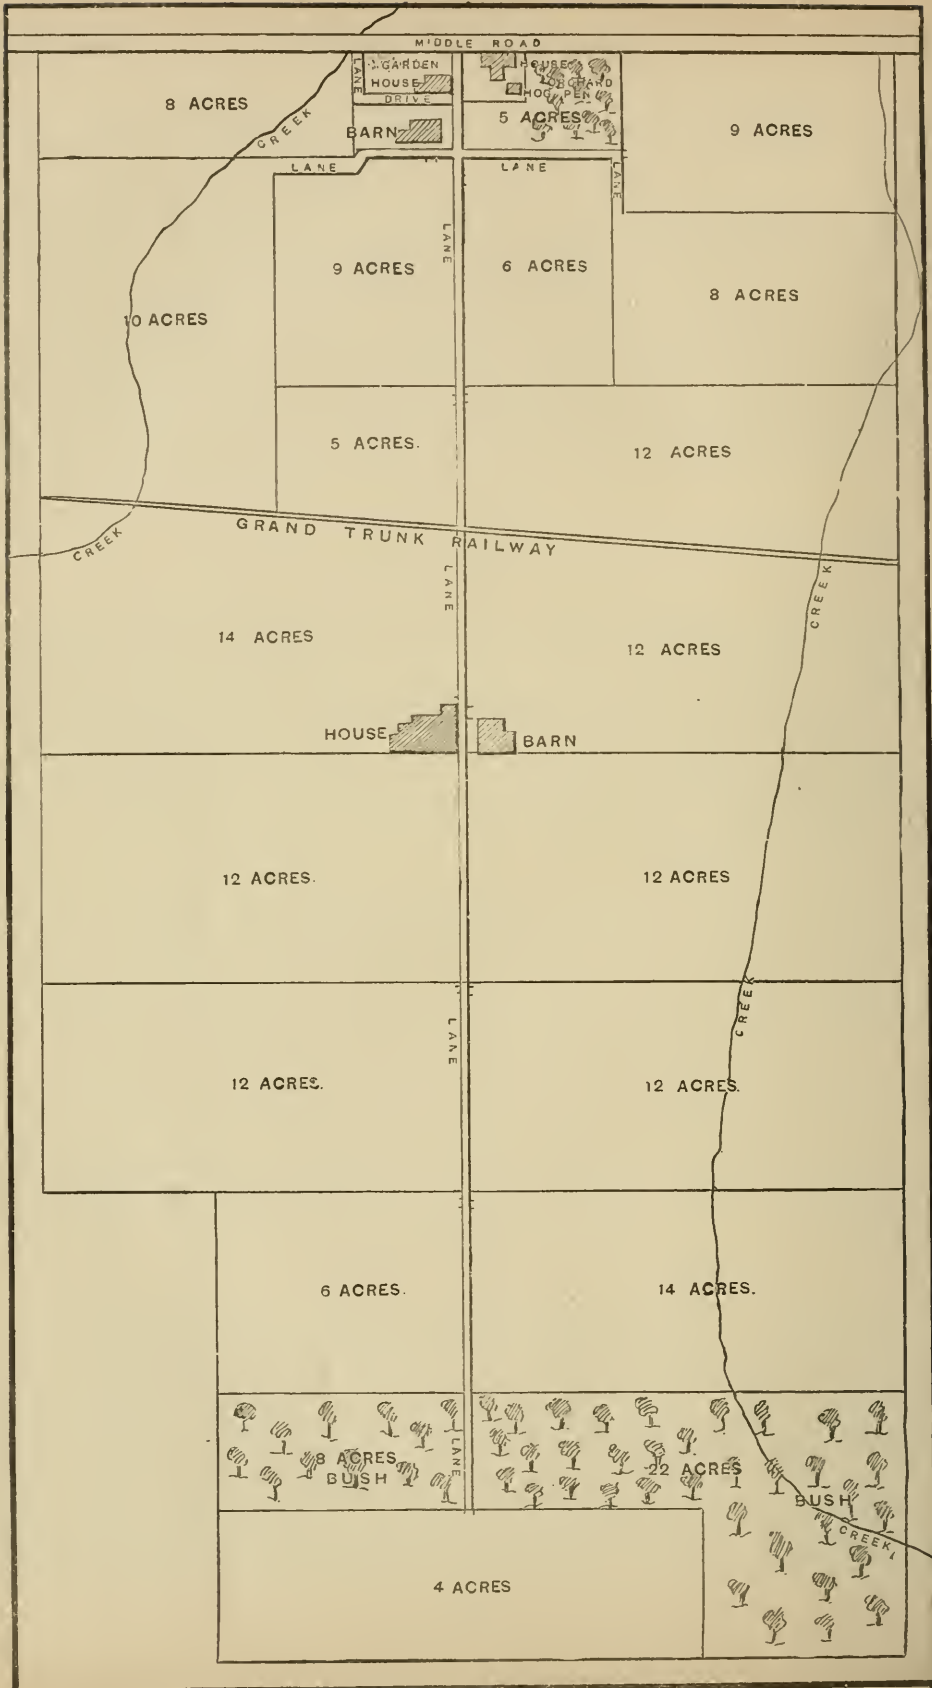 MIDDLE ROAD
LANE
GARDEN
HOUSE
DRIVE
BARN
HOUSE
ORCHARD
HOG PEN
5 ACRES
8 ACRES
CREEK
9 ACRES
LANE
LANE
LANE
LANE
9 ACRES
6 ACRES
8 ACRES
10 ACRES
5 ACRES.
12 ACRES
CREEK
GRAND TRUNK RAILWAY
LANE
CREEK
14 ACRES
12 ACRES
HOUSE
BARN
12 ACRES.
12 ACRES
CREEK
LANE
12 ACRES.
12 ACRES.
6 ACRES.
14 ACRES.
8 ACRES
BUSH
LANE
22 ACRES
BUSH
CREEK
4 ACRES